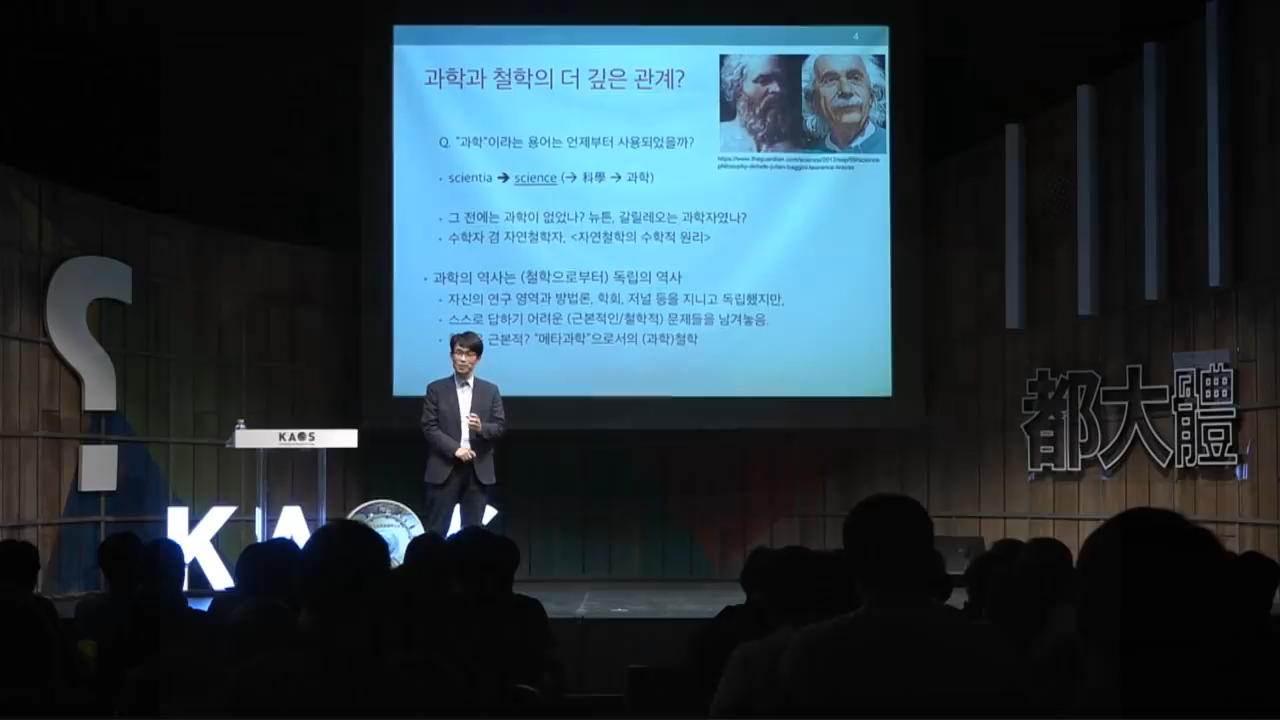 4
과학과 철학의 더 깊은 관계?
Q. "과학"이라는 용어는 언제부터 사용되었을까?
• scientia ➔ science (→ 科學 → 과학)
• 그 전에는 과학이 없었나? 뉴튼, 갈릴레오는 과학자였나?
• 수학자 겸 자연철학자, <자연철학의 수학적 원리>
• 과학의 역사는 (철학으로부터) 독립의 역사
• 자신의 연구 영역과 방법론, 학회, 저널 등을 지니고 독립했지만,
• 스스로 답하기 어려운 (근본적인/철학적) 문제들을 남겨놓음.
• 근본적? "메타과학"으로서의 (과학)철학
KAOS
KA
都大體